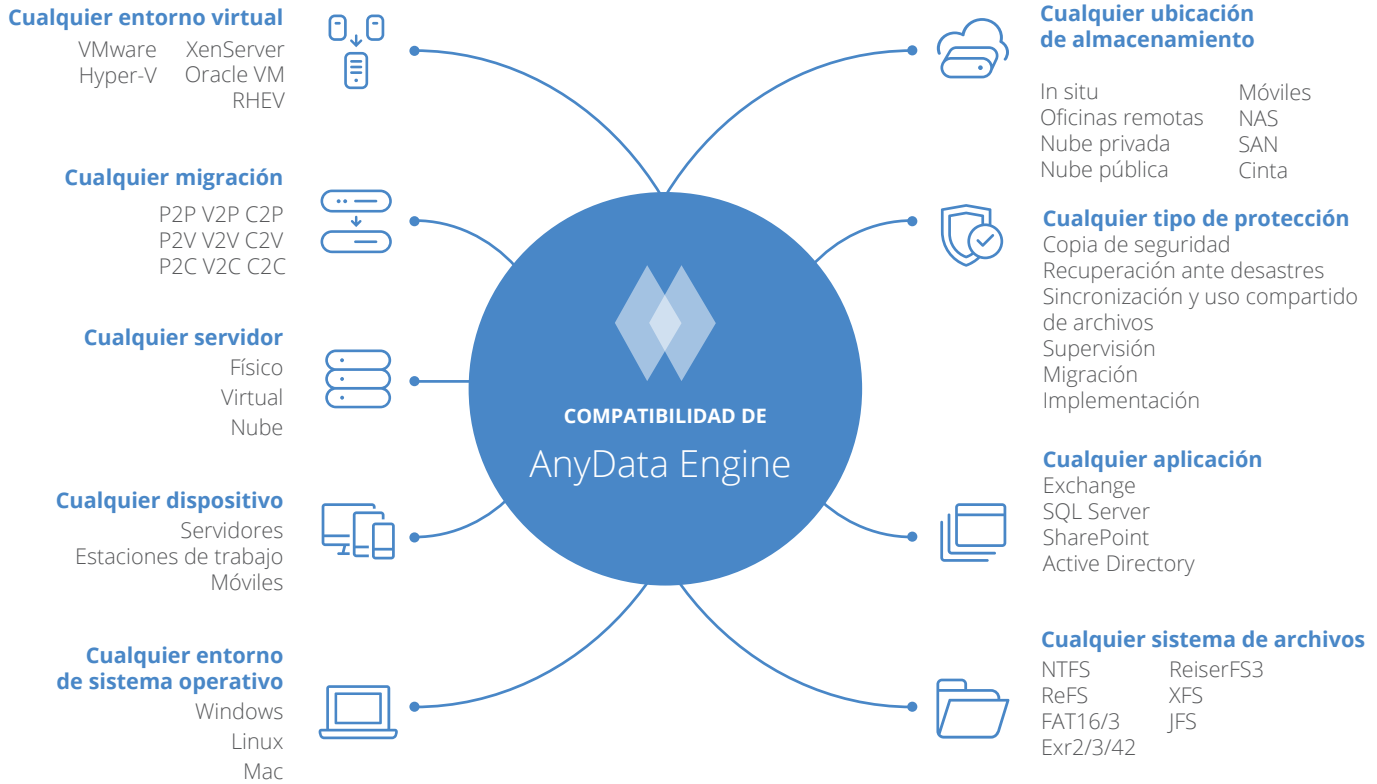 Cualquier entorno virtual
VMware XenServer
Hyper-V Oracle VM
RHEV
Cualquier migración
P2P V2P C2P
P2V V2V C2V
P2C V2C C2C
Cualquier servidor
Físico
Virtual
Nube
Cualquier dispositivo
Servidores
Estaciones de trabajo
Móviles
Cualquier entorno
de sistema operativo
Windows
Linux
Mac
COMPATIBILIDAD DE
AnyData Engine
Cualquier ubicación
de almacenamiento
In situ Móviles
Oficinas remotas NAS
Nube privada SAN
Nube pública Cinta
Cualquier tipo de protección
Copia de seguridad
Recuperación ante desastres
Sincronización y uso compartido
de archivos
Supervisión
Migración
Implementación
Cualquier aplicación
Exchange
SQL Server
SharePoint
Active Directory
Cualquier sistema de archivos
NTFS ReiserFS3
ReFS XFS
FAT16/3 JFS
Exr2/3/42